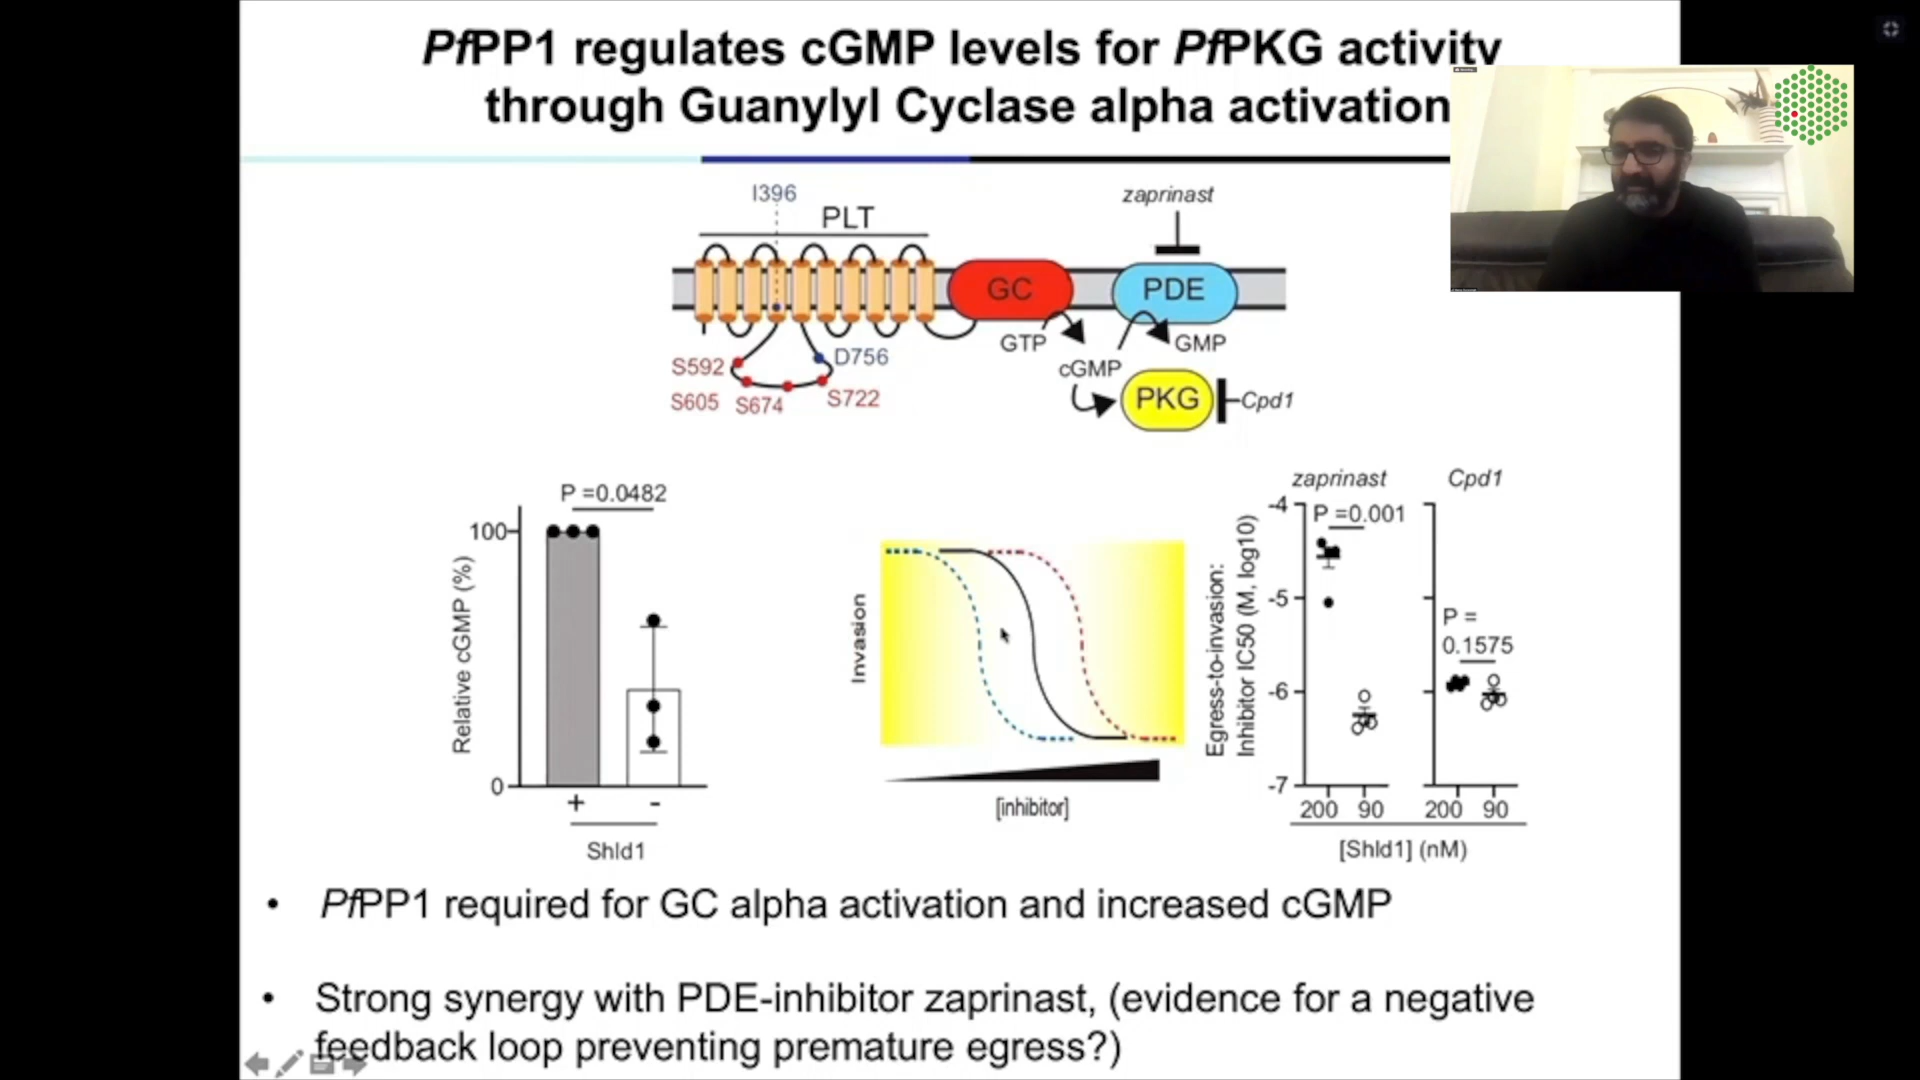 PfPP1 regulates cGMP levels for PfPKG activity
through Guanylyl Cyclase alpha activation
I396
PLT
zaprinast
GC
PDE
GTP
cGMP
GMP
S592
D756
S605
S674
S722
PKG
Cpd1
P =0.0482
100
0
Relative cGMP (%)
+
-
Shld1
Invasion
[inhibitor]
zaprinast
Cpd1
Egress-to-invasion:
Inhibitor IC50 (M, log10)
-4
-5
-6
-7
P =0.001
P =
0.1575
200
90
200
90
[Shld1] (nM)
• PfPP1 required for GC alpha activation and increased cGMP
• Strong synergy with PDE-inhibitor zaprinast, (evidence for a negative
feedback loop preventing premature egress?)